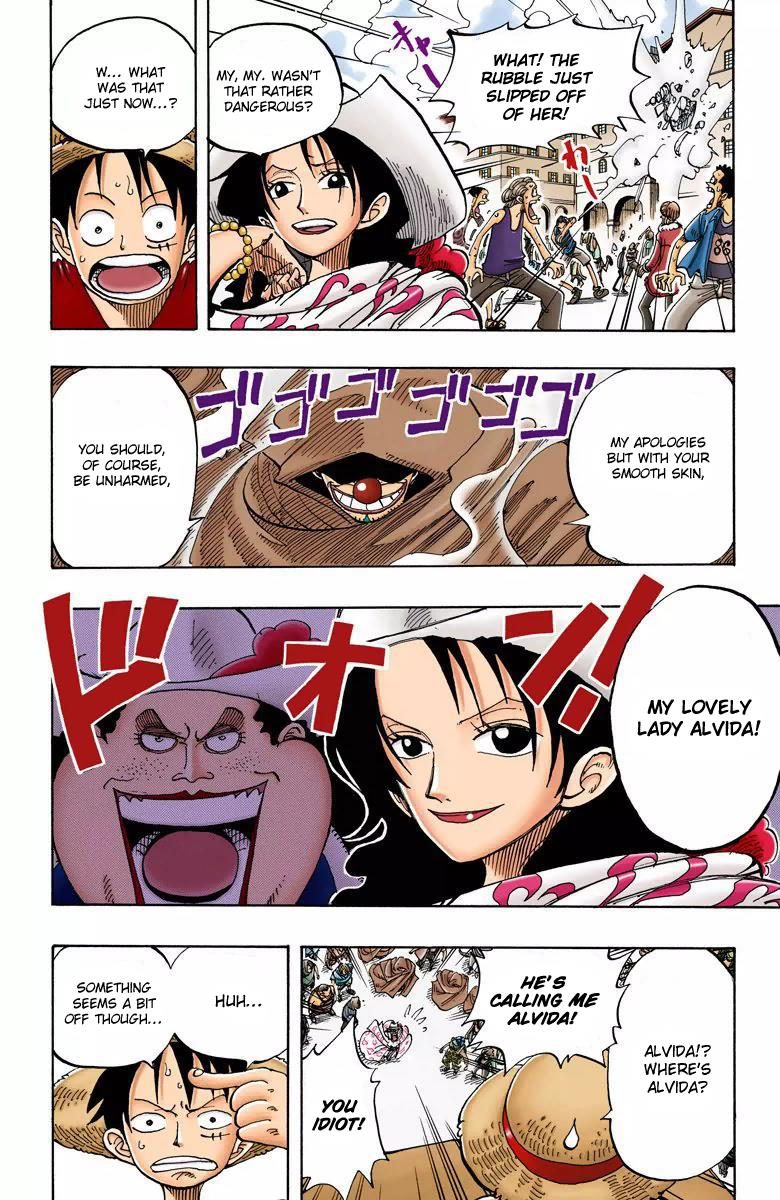 WHAT! THE
RUBBLE JUST
SLIPPED OFF
OF HER!
オャー
わー
MY, MY. WASN'T
THAT RATHER
DANGEROUS?
W... WHAT
WAS THAT
JUST NOW...?
MY APOLOGIES
BUT WITH YOUR
SMOOTH SKIN,
ゴゴゴゴゴゴ
YOU SHOULD,
OF COURSE,
BE UNHARMED,
MY LOVELY
LADY ALVIDA!
ドオン!!
ALVIDA!?
WHERE'S
ALVIDA?
HE'S
CALLING ME
ALVIDA!
YOU
IDIOT!
HUH...
SOMETHING
SEEMS A BIT
OFF THOUGH...